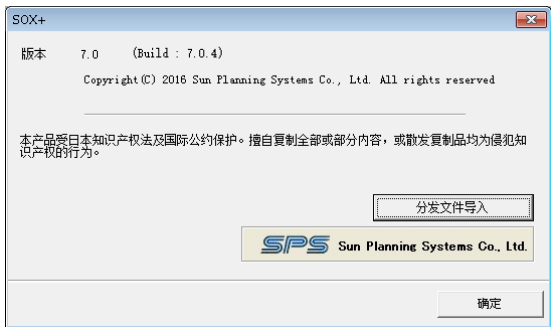 SOX+
版本 7.0 (Build : 7.0.4)
Copyright(C) 2016 Sun Planning Systems Co., Ltd. All rights reserved
本产品受日本知识产权法及国际公约保护。擅自复制全部或部分内容，或散发复制品均为侵犯知
识产权的行为。
分发文件导入
SPS Sun Planning Systems Co., Ltd.
确定